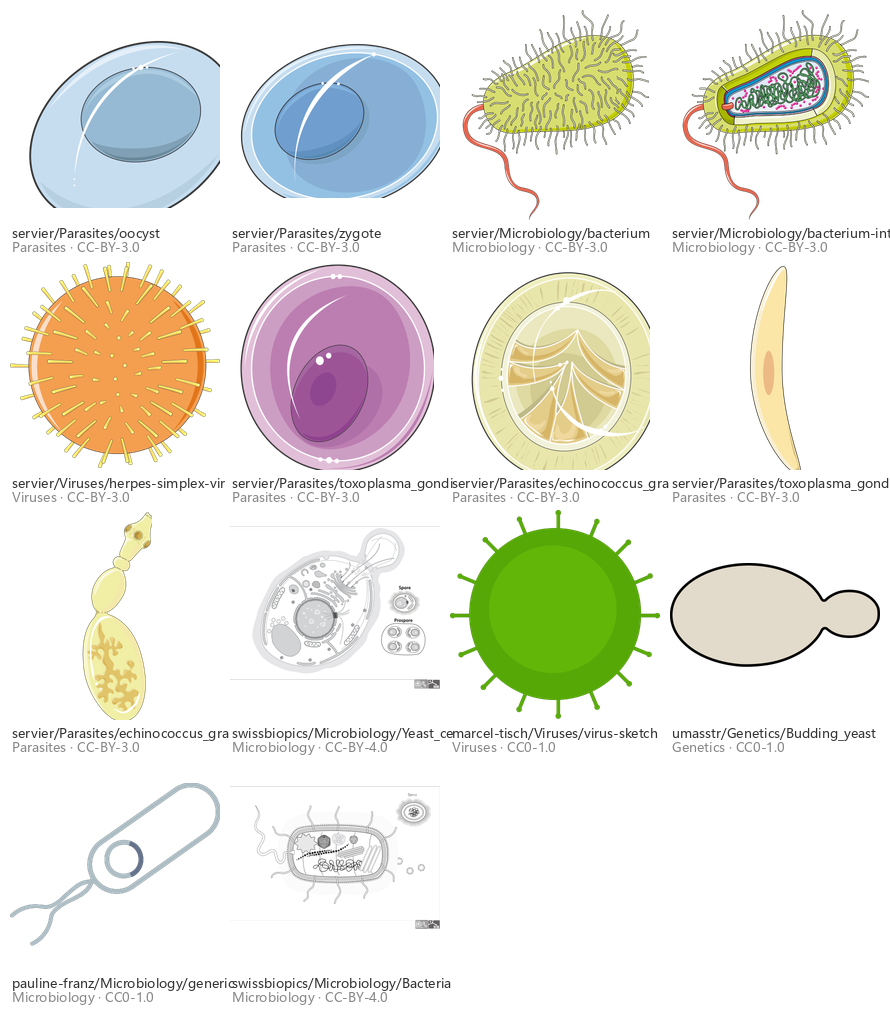 servier/Parasites/oocyst
Parasites · CC-BY-3.0
servier/Parasites/zygote
Parasites · CC-BY-3.0
servier/Microbiology/bacterium
Microbiology · CC-BY-3.0
servier/Microbiology/bacterium-int
Microbiology · CC-BY-3.0
servier/Viruses/herpes-simplex-vir
Viruses · CC-BY-3.0
servier/Parasites/toxoplasma_gondi
Parasites · CC-BY-3.0
servier/Parasites/echinococcus_gra
Parasites · CC-BY-3.0
servier/Parasites/toxoplasma_gond
Parasites · CC-BY-3.0
Spore
Prospore
servier/Parasites/echinococcus_gra
Parasites · CC-BY-3.0
swissbiopics/Microbiology/Yeast_ce
Microbiology · CC-BY-4.0
marcel-tisch/Viruses/virus-sketch
Viruses · CC0-1.0
umasstr/Genetics/Budding_yeast
Genetics · CC0-1.0
pauline-franz/Microbiology/generic
Microbiology · CC0-1.0
swissbiopics/Microbiology/Bacteria
Microbiology · CC-BY-4.0